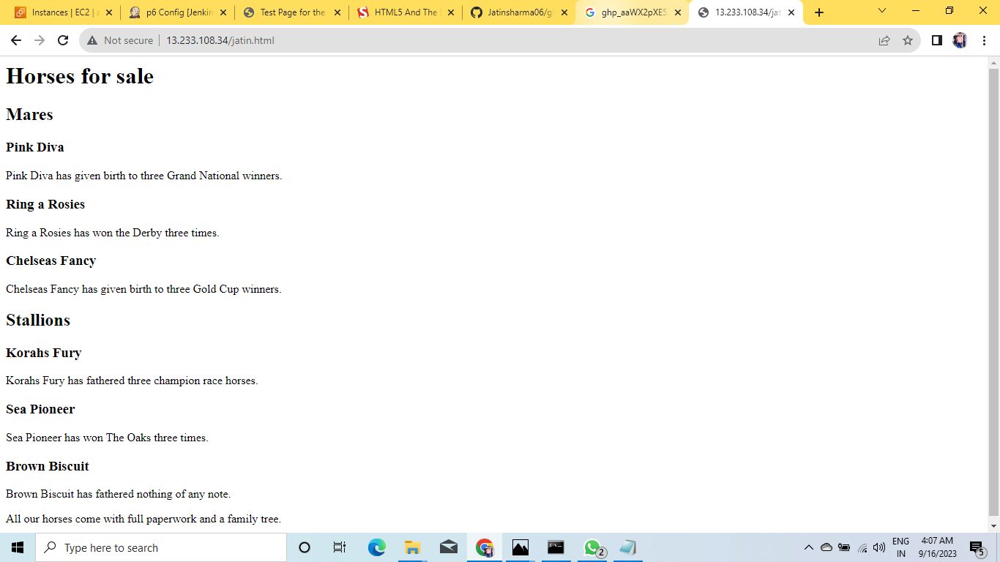 Instances | EC2 | a
p6 Config [Jenkin
Test Page for the
HTML5 And The
Jatinsharma06/gi
ghp_aaWX2pXE5
13.233.108.34/jat
Not secure
13.233.108.34/jatin.html
Horses for sale
Mares
Pink Diva
Pink Diva has given birth to three Grand National winners.
Ring a Rosies
Ring a Rosies has won the Derby three times.
Chelseas Fancy
Chelseas Fancy has given birth to three Gold Cup winners.
Stallions
Korahs Fury
Korahs Fury has fathered three champion race horses.
Sea Pioneer
Sea Pioneer has won The Oaks three times.
Brown Biscuit
Brown Biscuit has fathered nothing of any note.
All our horses come with full paperwork and a family tree.
Type here to search
2
ENG
IN
4:07 AM
9/16/2023
5